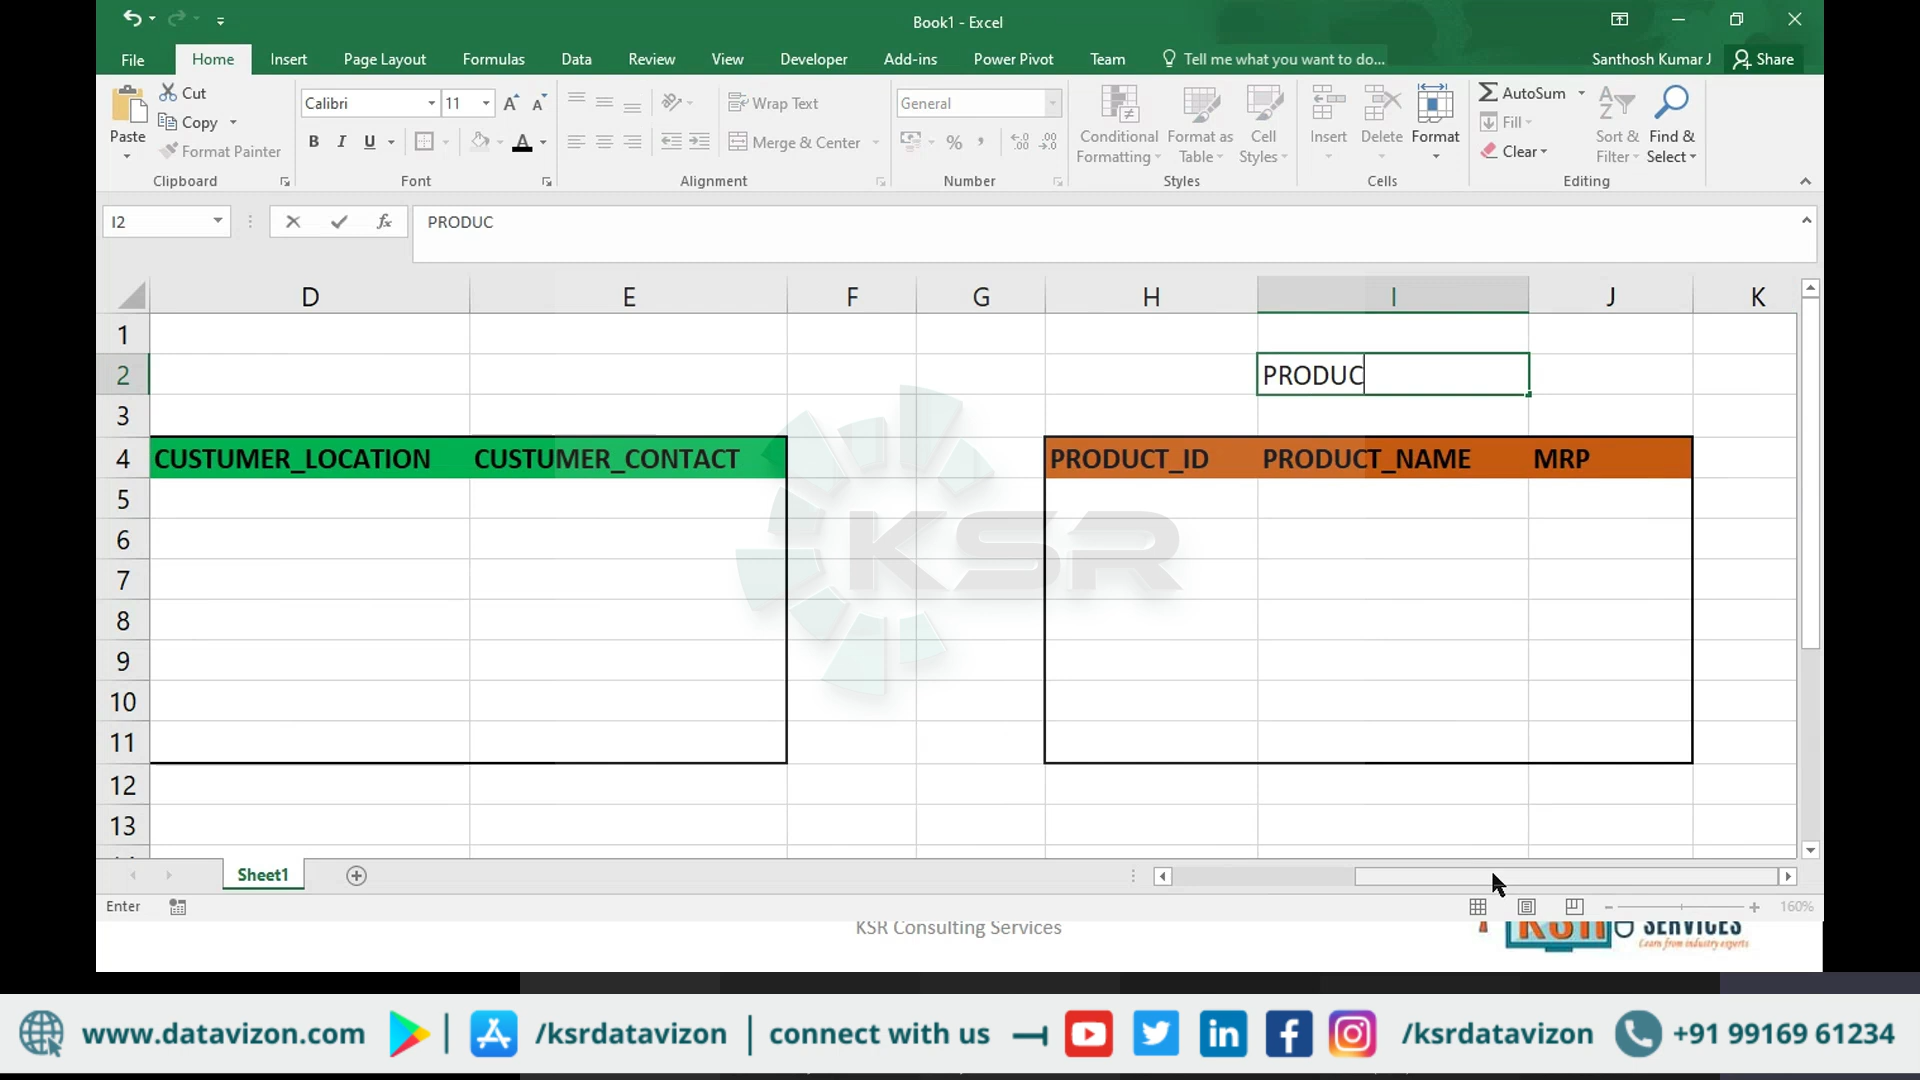 Book1 - Excel
File Home Insert Page Layout Formulas Data Review View Developer Add-ins Power Pivot Team Tell me what you want to do... Santhosh Kumar J Share
Paste
Cut
Copy
Format Painter
Clipboard
Calibri 11
B I U A
Font
Wrap Text
Merge & Center
Alignment
General
% ,
Number
Conditional Formatting
Format as Table
Cell Styles
Styles
Insert Delete Format
Cells
AutoSum
Fill
Clear
Sort & Filter
Find & Select
Editing
I2 fx PRODUC
D E F G H I J K
1
2 PRODUC
3
4 CUSTUMER_LOCATION CUSTUMER_CONTACT PRODUCT_ID PRODUCT_NAME MRP
5
6
7
8
9
10
11
12
13
KSR
Sheet1
Enter 160%
KSR Consulting Services
KSR SERVICES
Learn from industry experts
www.datavizon.com | /ksrdatavizon | connect with us /ksrdatavizon +91 99169 61234